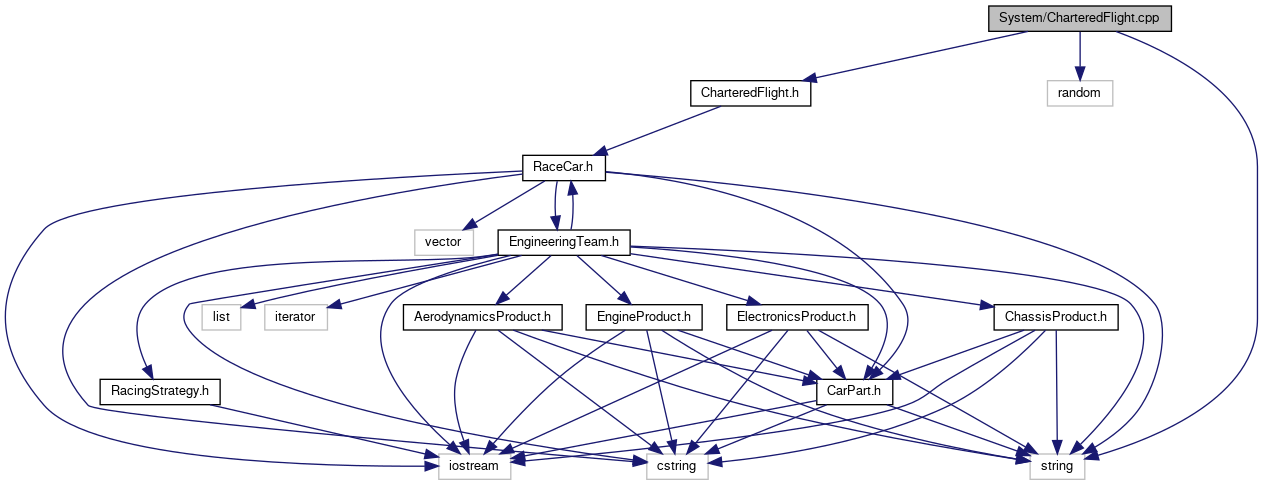 System/CharteredFlight.cpp
CharteredFlight.h
random
RaceCar.h
vector
EngineeringTeam.h
list
iterator
AerodynamicsProduct.h
EngineProduct.h
ElectronicsProduct.h
ChassisProduct.h
RacingStrategy.h
CarPart.h
iostream
cstring
string